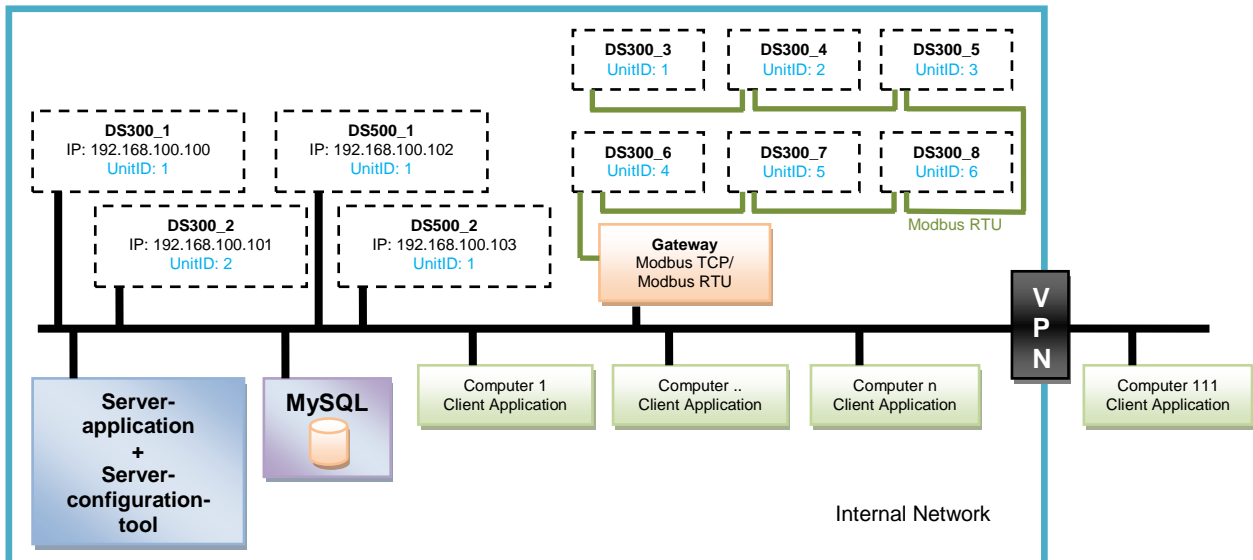 DS300_3
UnitID: 1
DS300_4
UnitID: 2
DS300_5
UnitID: 3
DS300_1
IP: 192.168.100.100
UnitID: 1
DS500_1
IP: 192.168.100.102
UnitID: 1
DS300_6
UnitID: 4
DS300_7
UnitID: 5
DS300_8
UnitID: 6
Modbus RTU
DS300_2
IP: 192.168.100.101
UnitID: 2
DS500_2
IP: 192.168.100.103
UnitID: 1
Gateway
Modbus TCP/
Modbus RTU
V
P
N
Server-
application
+
Server-
configuration-
tool
MySQL
Computer 1
Client Application
Computer ..
Client Application
Computer n
Client Application
Computer 111
Client Application
Internal Network